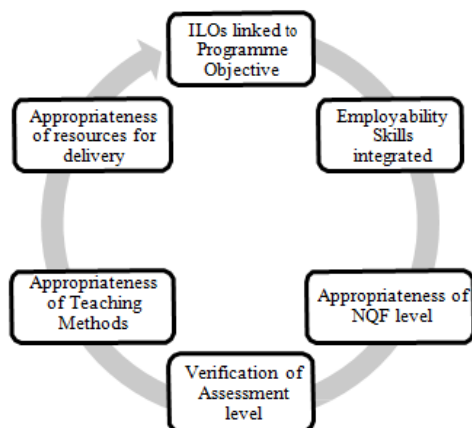 ILOs linked to
Programme
Objective
Employability
Skills
integrated
Appropriateness of
NQF level
Verification of
Assessment
level
Appropriateness
of Teaching
Methods
Appropriateness
of resources for
delivery